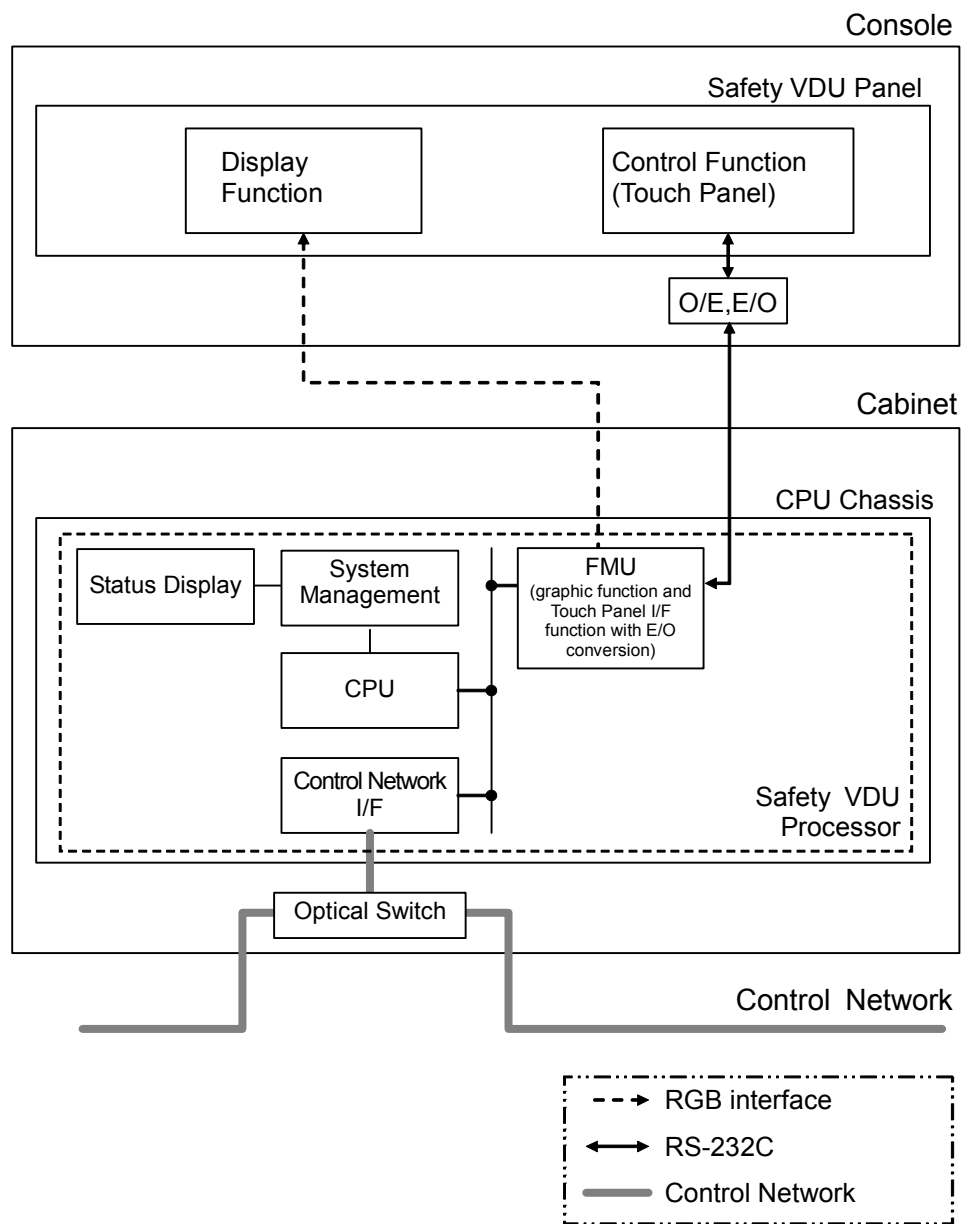 Console
Safety VDU Panel
Display
Function
Control Function
(Touch Panel)
O/E,E/O
Cabinet
CPU Chassis
Status Display
System
Management
FMU
(graphic function and
Touch Panel I/F
function with E/O
conversion)
CPU
Control Network
I/F
Safety VDU
Processor
Optical Switch
Control Network
RGB interface
RS-232C
Control Network